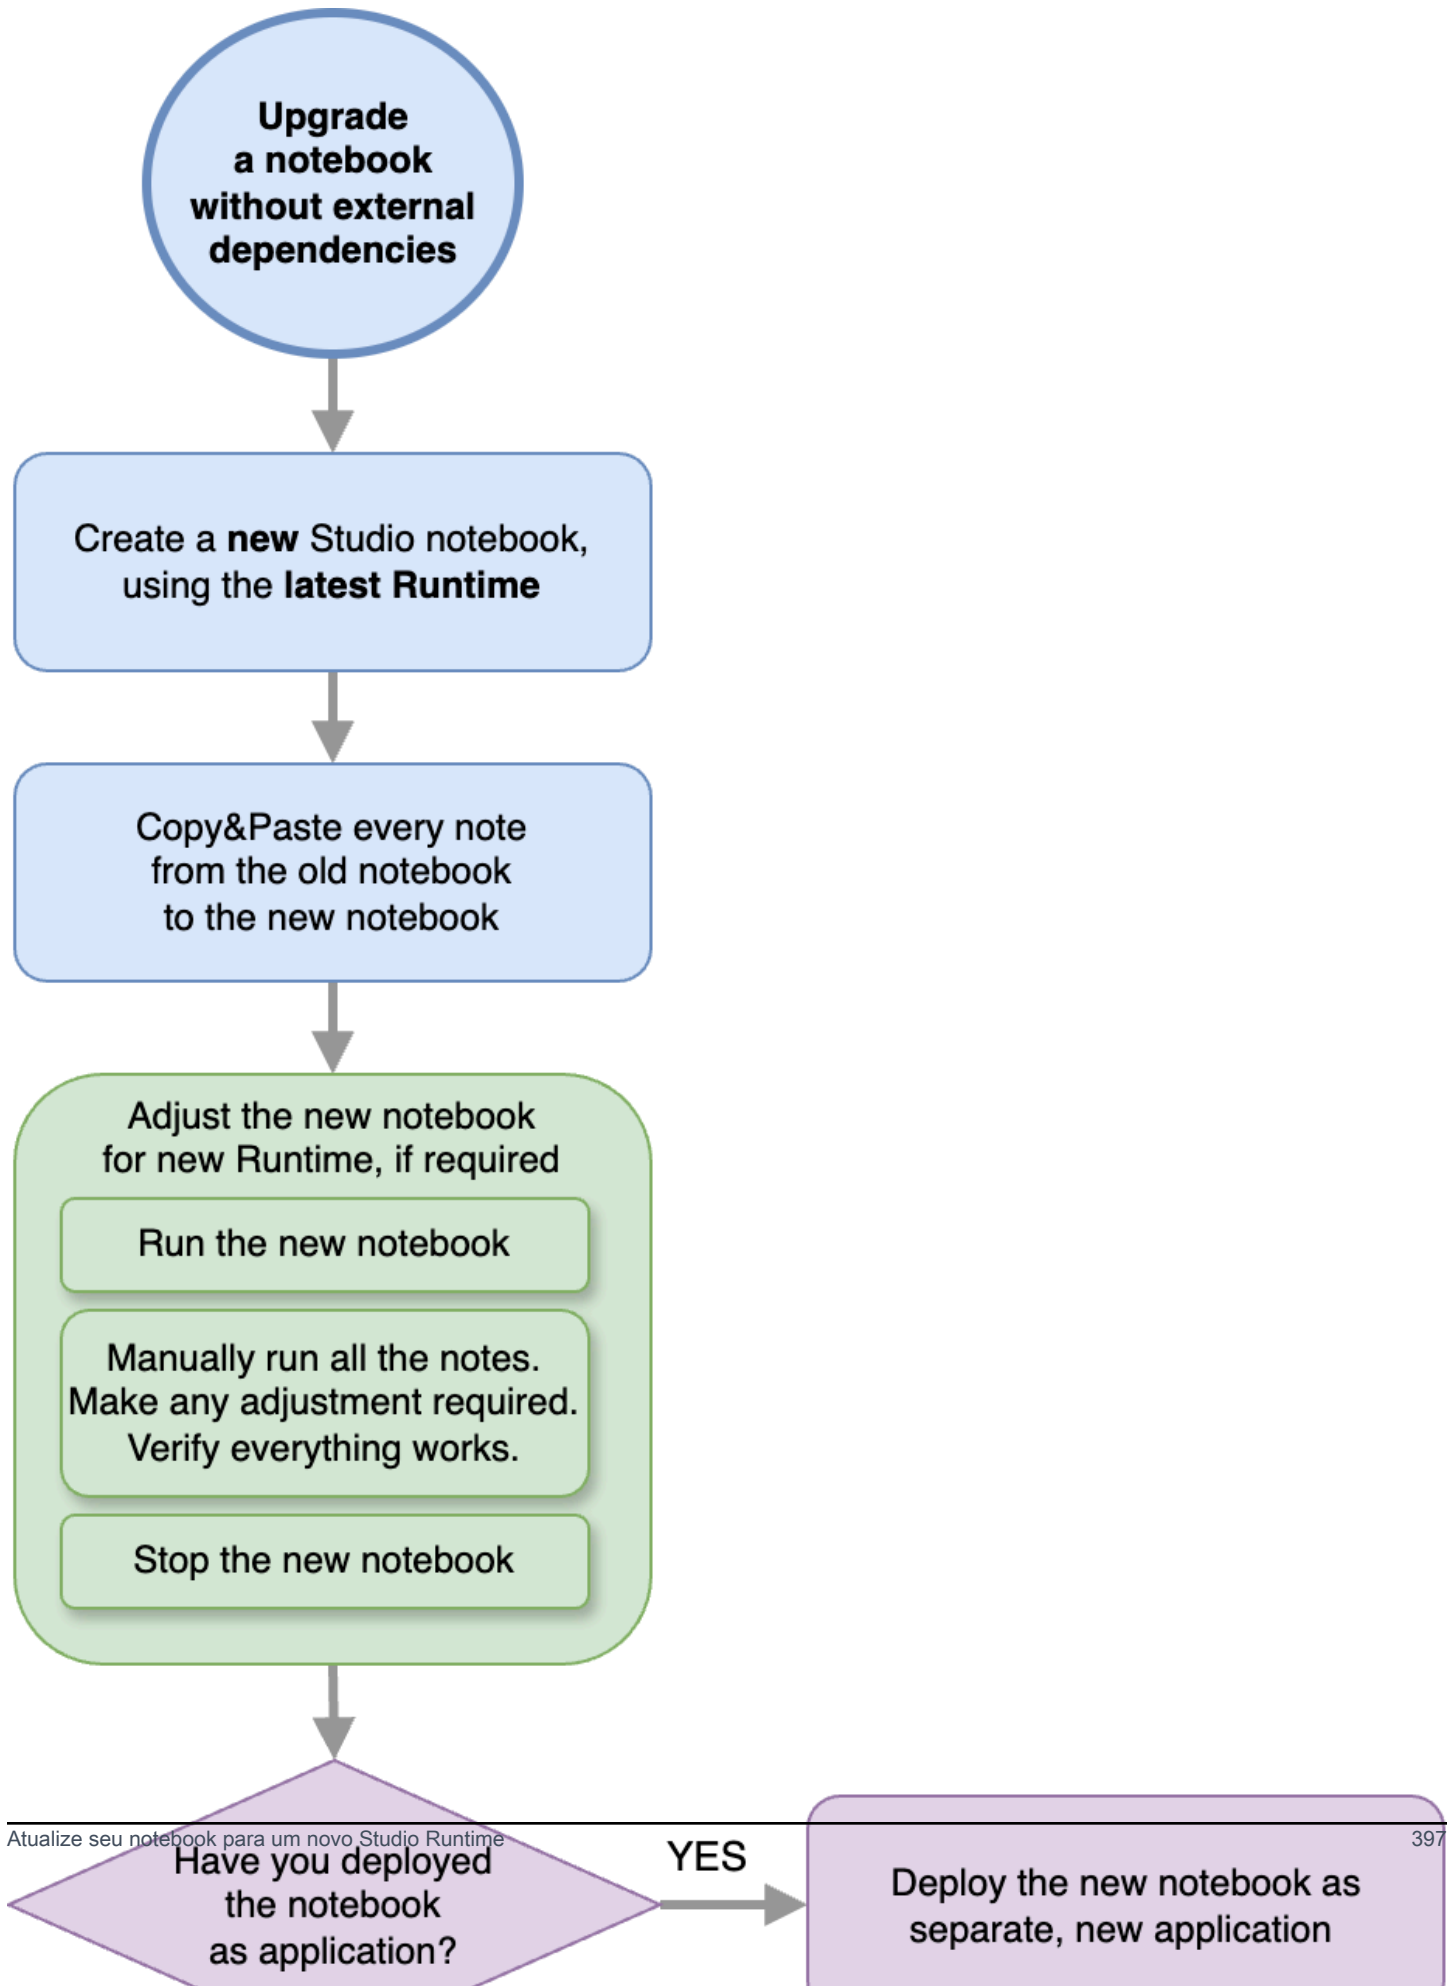 Upgrade
a notebook
without external
dependencies
Create a new Studio notebook,
using the latest Runtime
Copy&Paste every note
from the old notebook
to the new notebook
Adjust the new notebook
for new Runtime, if required
Run the new notebook
Manually run all the notes.
Make any adjustment required.
Verify everything works.
Stop the new notebook
Atualize seu notebook para um novo Studio Runtime
397
Have you deployed
the notebook
as application?
YES
Deploy the new notebook as
separate, new application